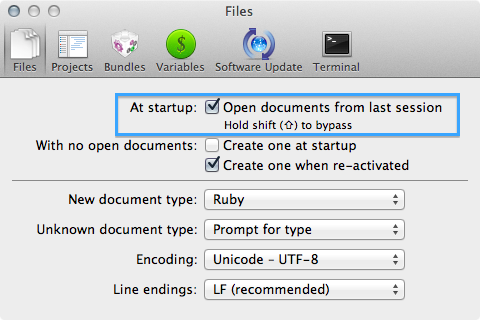 Files
Files Projects Bundles Variables Software Update Terminal
At startup: Open documents from last session
Hold shift (⇧) to bypass
With no open documents: Create one at startup
Create one when re-activated
New document type: Ruby
Unknown document type: Prompt for type
Encoding: Unicode – UTF-8
Line endings: LF (recommended)